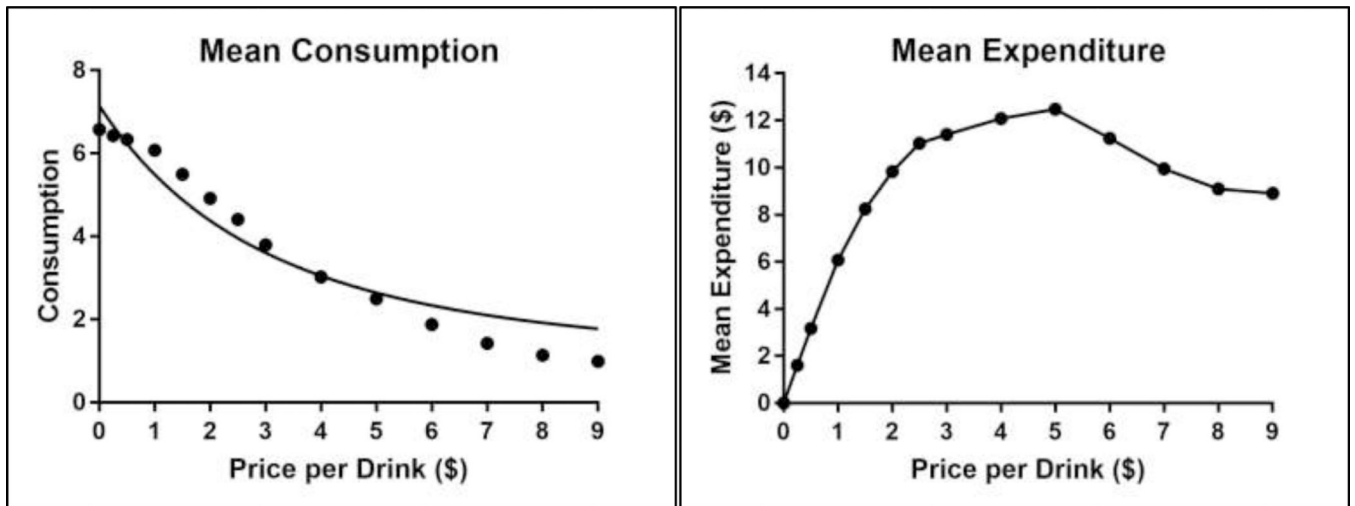 Mean Consumption
8
6
4
2
0
Consumption
0 1 2 3 4 5 6 7 8 9
Price per Drink ($)
Mean Expenditure
14
12
10
8
6
4
2
0
Mean Expenditure ($)
0 1 2 3 4 5 6 7 8 9
Price per Drink ($)